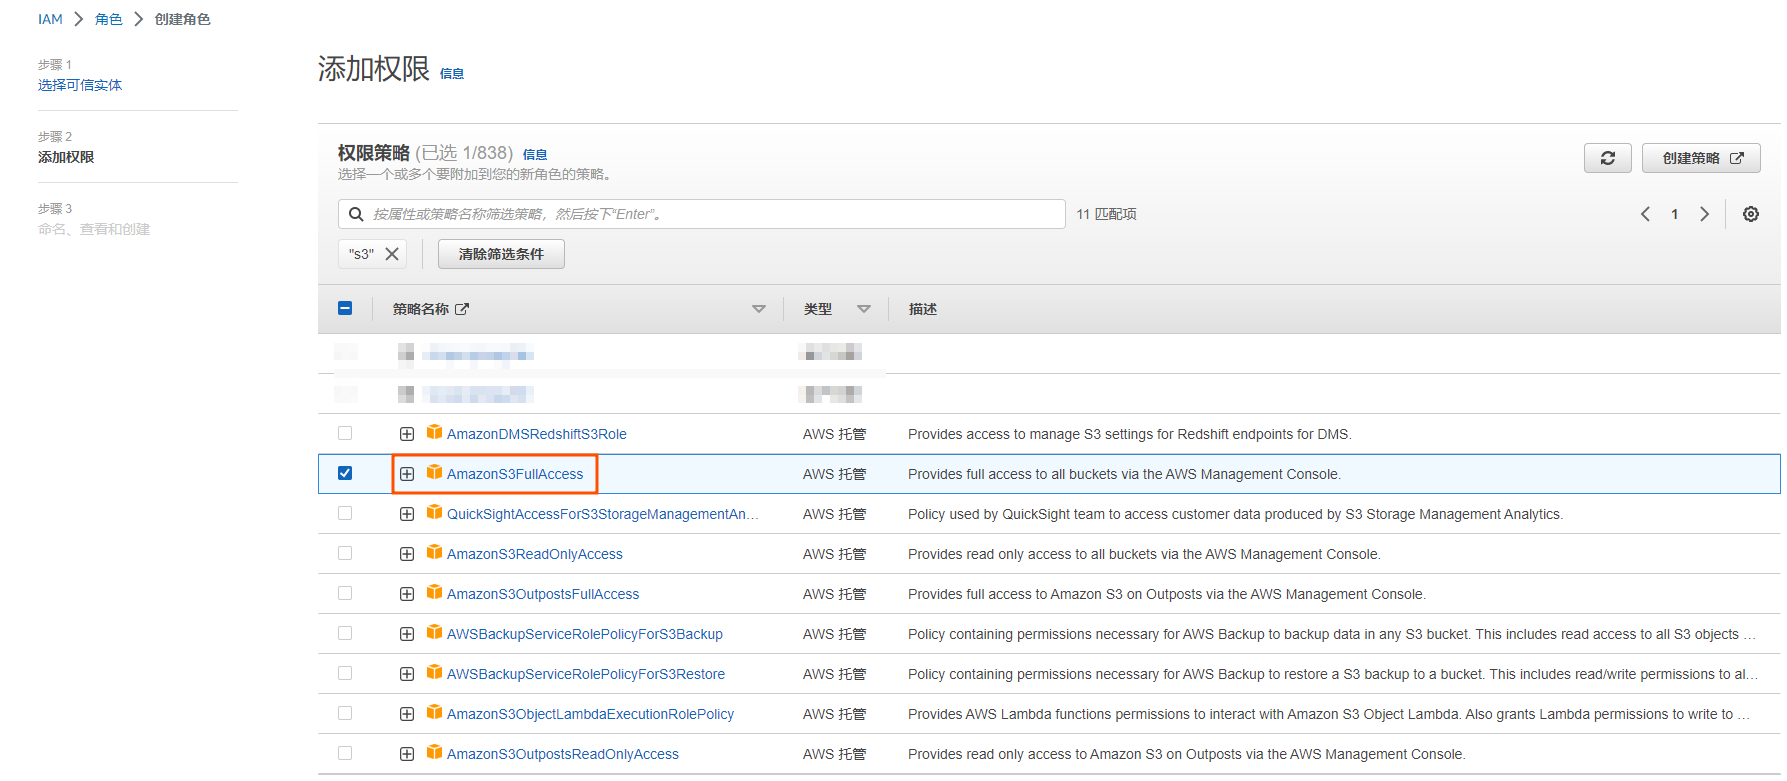 IAM > 角色 > 创建角色
步骤 1
选择可信实体
步骤 2
添加权限
步骤 3
命名、查看和创建
添加权限 信息
权限策略 (已选 1/838) 信息
选择一个或多个要附加到您的新角色的策略。
创建策略
按属性或策略名称筛选策略，然后按下“Enter”。
11 匹配项
1
"s3"
清除筛选条件
策略名称 类型 描述
AmazonDMSRedshiftS3Role AWS 托管 Provides access to manage S3 settings for Redshift endpoints for DMS.
AmazonS3FullAccess AWS 托管 Provides full access to all buckets via the AWS Management Console.
QuickSightAccessForS3StorageManagementAn... AWS 托管 Policy used by QuickSight team to access customer data produced by S3 Storage Management Analytics.
AmazonS3ReadOnlyAccess AWS 托管 Provides read only access to all buckets via the AWS Management Console.
AmazonS3OutpostsFullAccess AWS 托管 Provides full access to Amazon S3 on Outposts via the AWS Management Console.
AWSBackupServiceRolePolicyForS3Backup AWS 托管 Policy containing permissions necessary for AWS Backup to backup data in any S3 bucket. This includes read access to all S3 objects ...
AWSBackupServiceRolePolicyForS3Restore AWS 托管 Policy containing permissions necessary for AWS Backup to restore a S3 backup to a bucket. This includes read/write permissions to al...
AmazonS3ObjectLambdaExecutionRolePolicy AWS 托管 Provides AWS Lambda functions permissions to interact with Amazon S3 Object Lambda. Also grants Lambda permissions to write to ...
AmazonS3OutpostsReadOnlyAccess AWS 托管 Provides read only access to Amazon S3 on Outposts via the AWS Management Console.